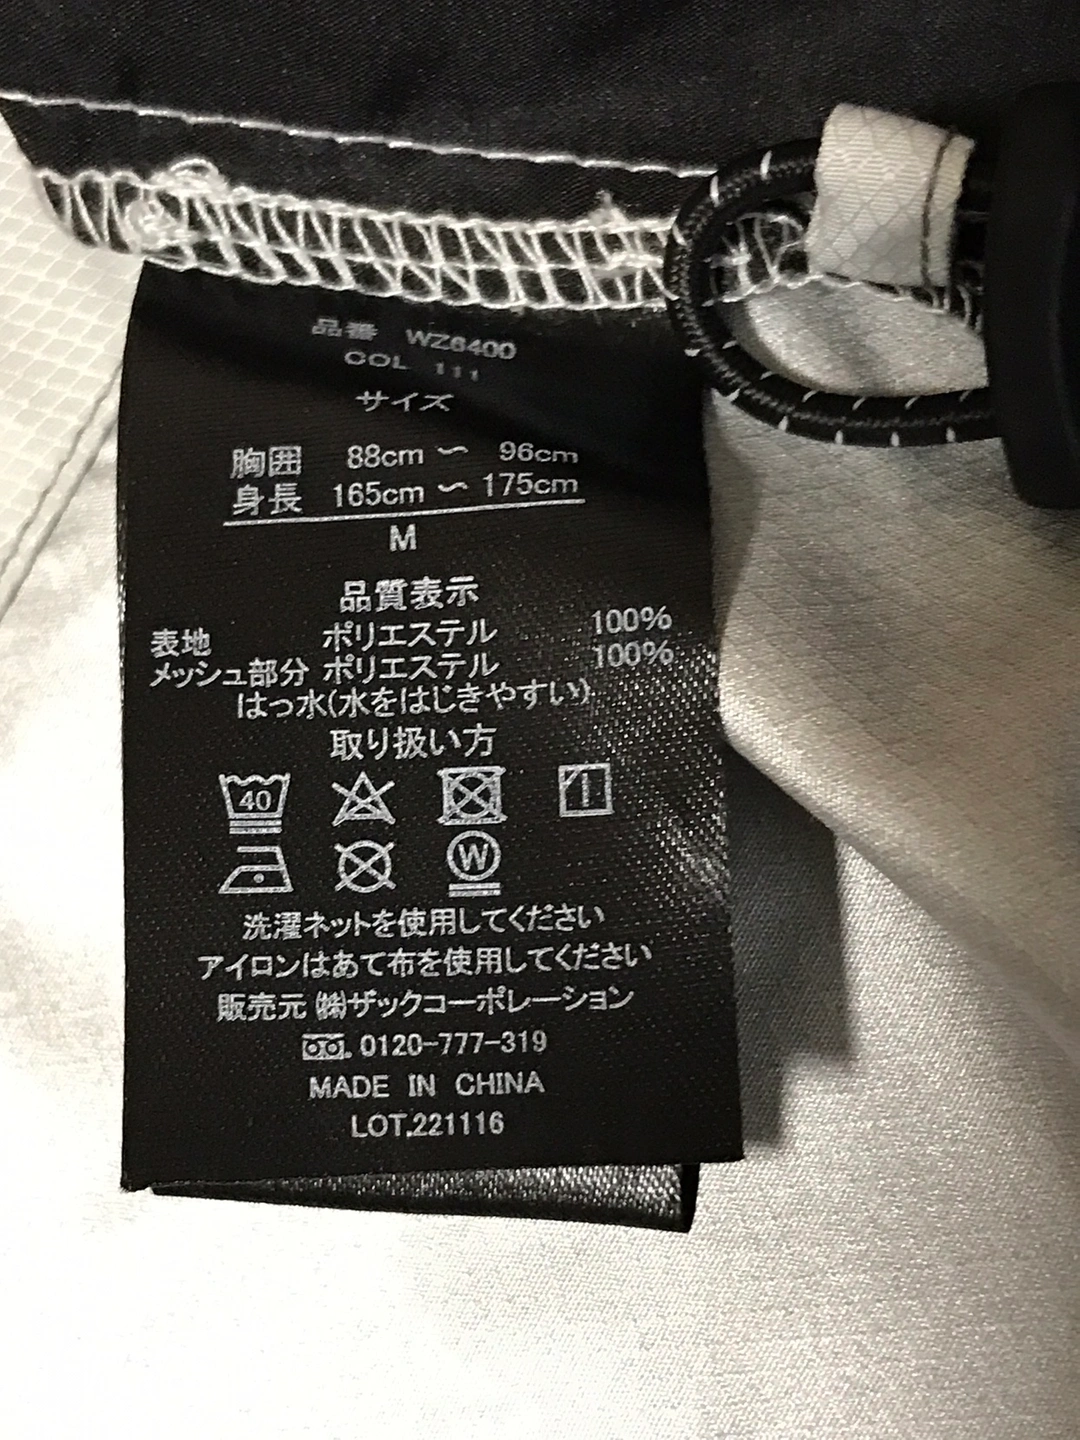 品番 WZ6400
COL 111
サイズ
胸囲 88cm 〜 96cm
身長 165cm 〜 175cm
M
品質表示
表地 ポリエステル 100%
メッシュ部分 ポリエステル 100%
はっ水(水をはじきやすい)
取り扱い方
40
W
洗濯ネットを使用してください
アイロンはあて布を使用してください
販売元 ㈱ザックコーポレーション
0120-777-319
MADE IN CHINA
LOT.221116